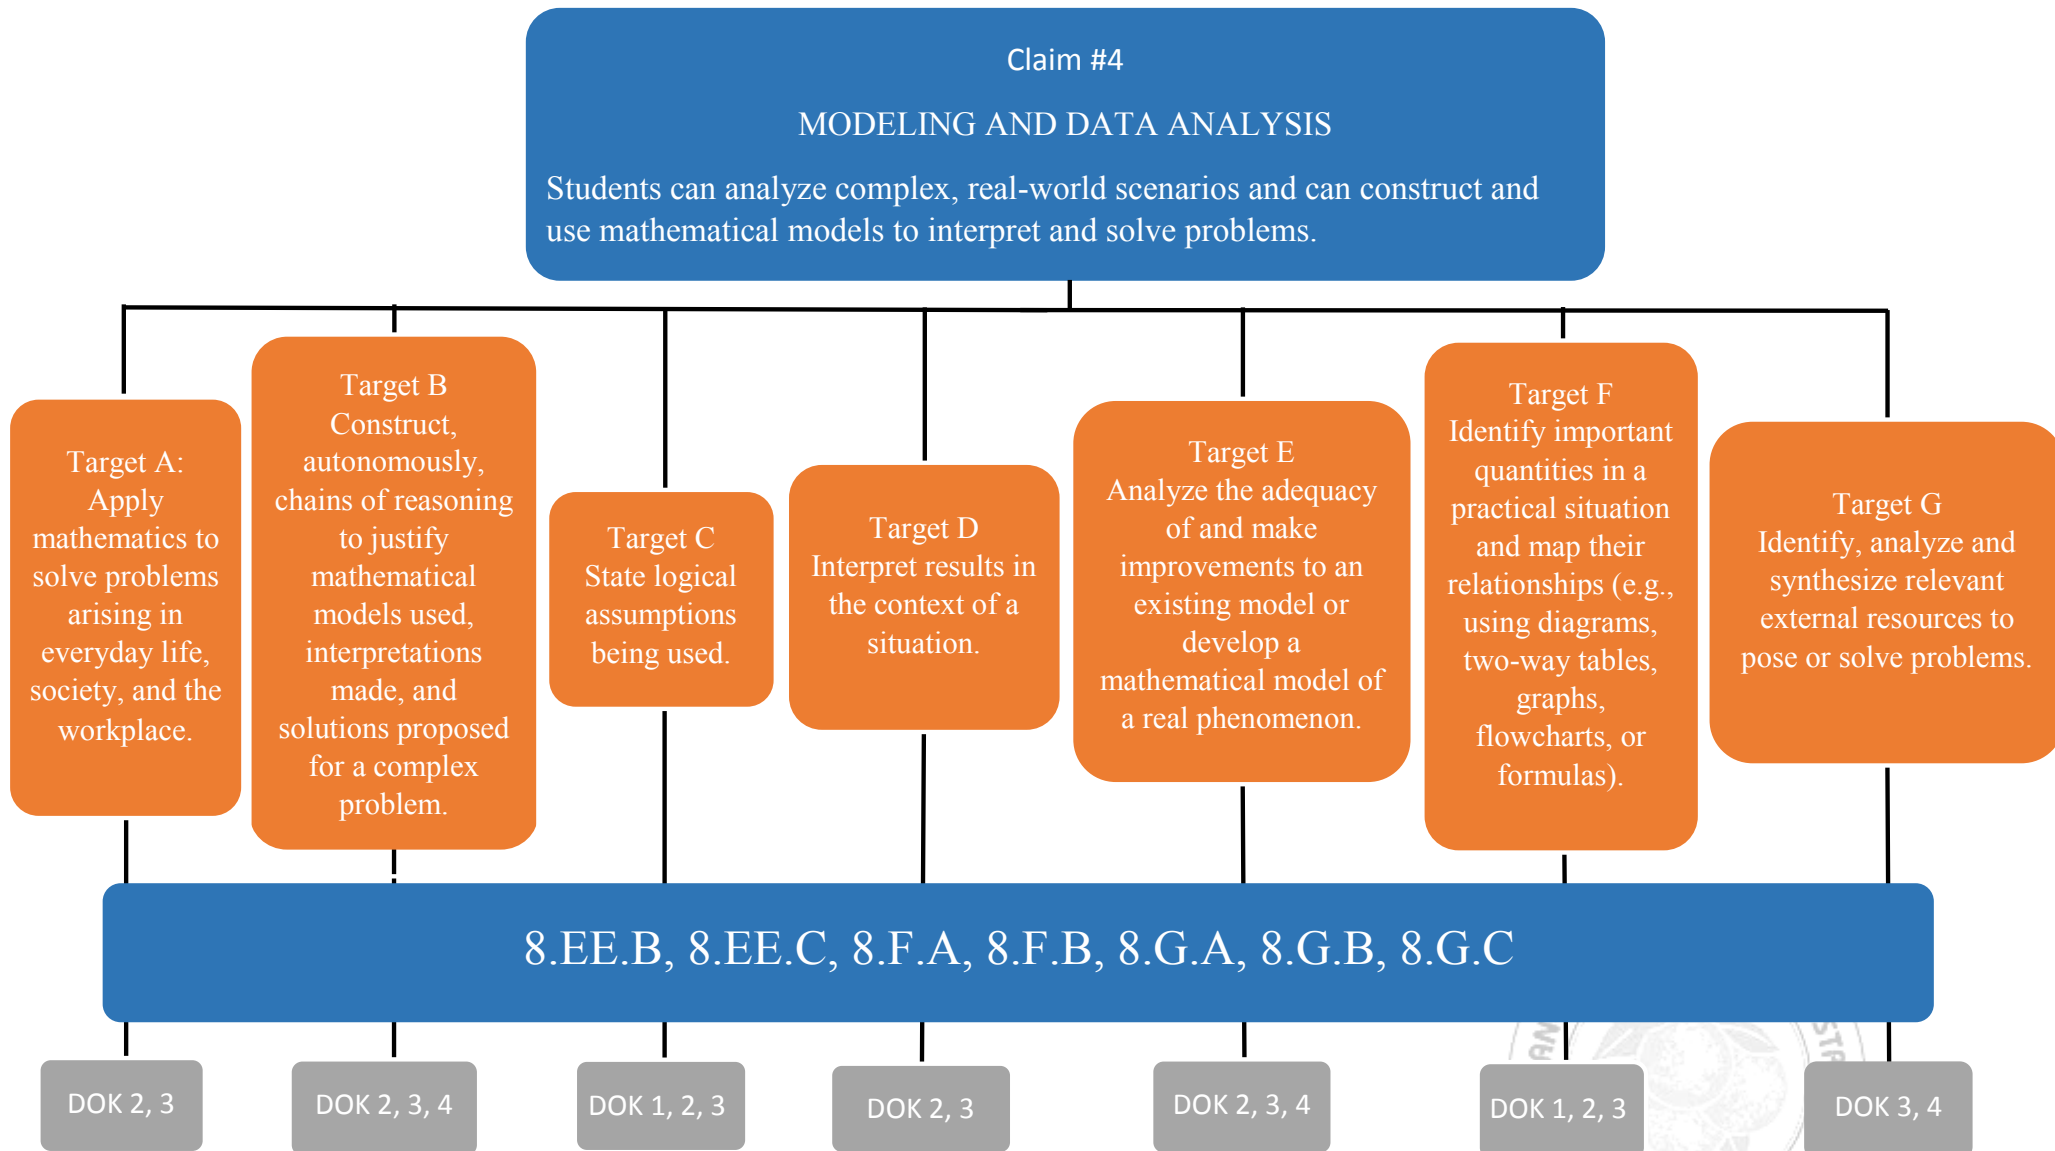 Claim #4
MODELING AND DATA ANALYSIS
Students can analyze complex, real-world scenarios and can construct and
use mathematical models to interpret and solve problems.
Target A:
Apply
mathematics to
solve problems
arising in
everyday life,
society, and the
workplace.
Target B
Construct,
autonomously,
chains of reasoning
to justify
mathematical
models used,
interpretations
made, and
solutions proposed
for a complex
problem.
Target C
State logical
assumptions
being used.
Target D
Interpret results in
the context of a
situation.
Target E
Analyze the adequacy
of and make
improvements to an
existing model or
develop a
mathematical model of
a real phenomenon.
Target F
Identify important
quantities in a
practical situation
and map their
relationships (e.g.,
using diagrams,
two-way tables,
graphs,
flowcharts, or
formulas).
Target G
Identify, analyze and
synthesize relevant
external resources to
pose or solve problems.
8.EE.B, 8.EE.C, 8.F.A, 8.F.B, 8.G.A, 8.G.B, 8.G.C
DOK 2, 3
DOK 2, 3, 4
DOK 1, 2, 3
DOK 2, 3
DOK 2, 3, 4
DOK 1, 2, 3
DOK 3, 4